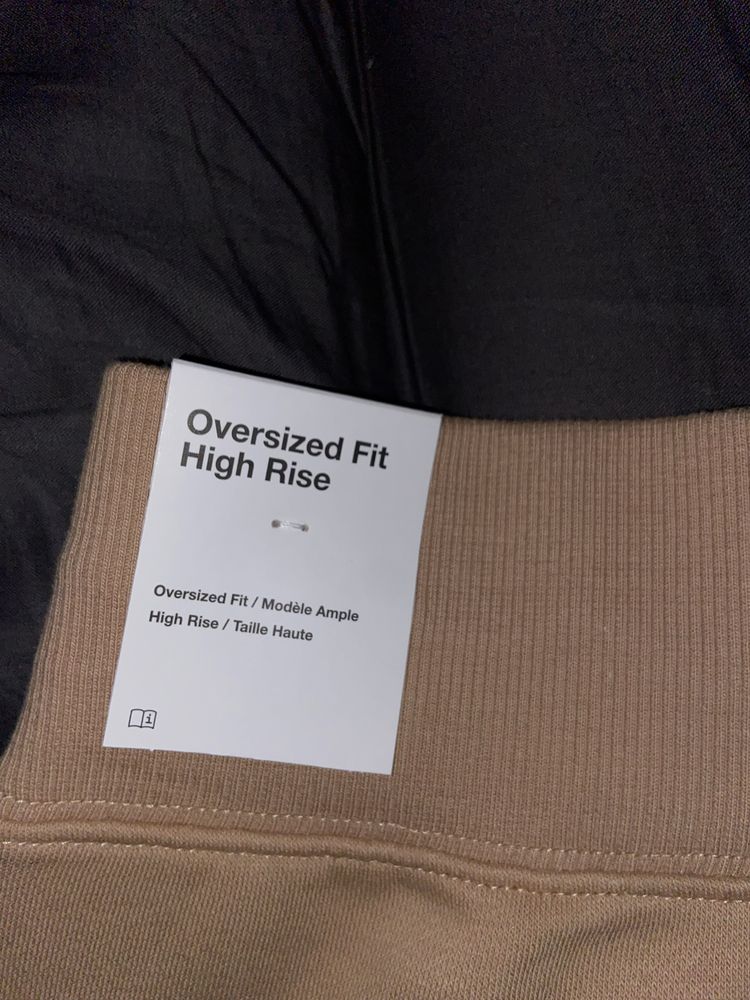 Oversized Fit
High Rise
Oversized Fit / Modèle Ample
High Rise / Taille Haute
i